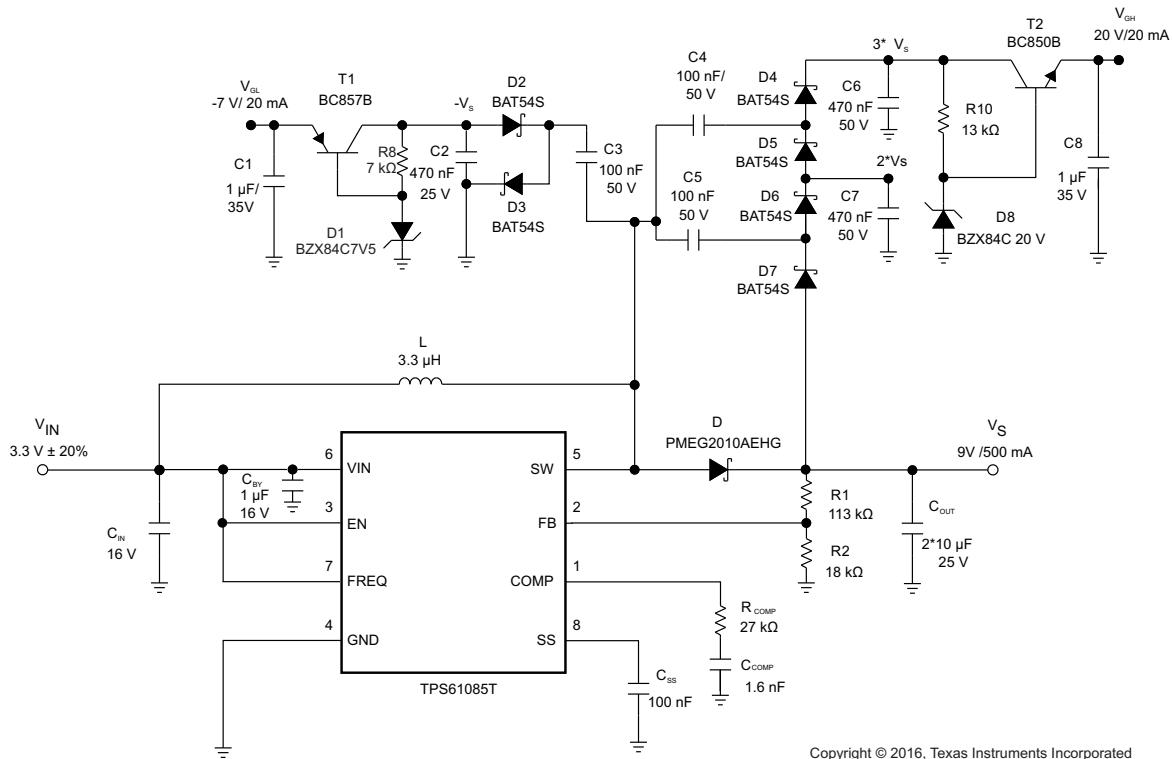 V_GL
-7 V/ 20 mA
T1
BC857B
-V_S
D2
BAT54S
C1
1 µF/
35V
R8
7 kΩ
C2
470 nF
25 V
D3
BAT54S
C3
100 nF
50 V
D1
BZX84C7V5
C4
100 nF/
50 V
C5
100 nF
50 V
D4
BAT54S
D5
BAT54S
D6
BAT54S
D7
BAT54S
3* V_S
C6
470 nF
50 V
2*Vs
C7
470 nF
50 V
R10
13 kΩ
T2
BC850B
V_GH
20 V/20 mA
C8
1 µF
35 V
D8
BZX84C 20 V
L
3.3 µH
V_IN
3.3 V ± 20%
C_IN
16 V
C_BY
1 µF
16 V
6
VIN
3
EN
7
FREQ
4
GND
SW
5
FB
2
COMP
1
SS
8
TPS61085T
D
PMEG2010AEHG
V_S
9V /500 mA
R1
113 kΩ
R2
18 kΩ
C_OUT
2*10 µF
25 V
R_COMP
27 kΩ
C_COMP
1.6 nF
C_SS
100 nF
Copyright © 2016, Texas Instruments Incorporated